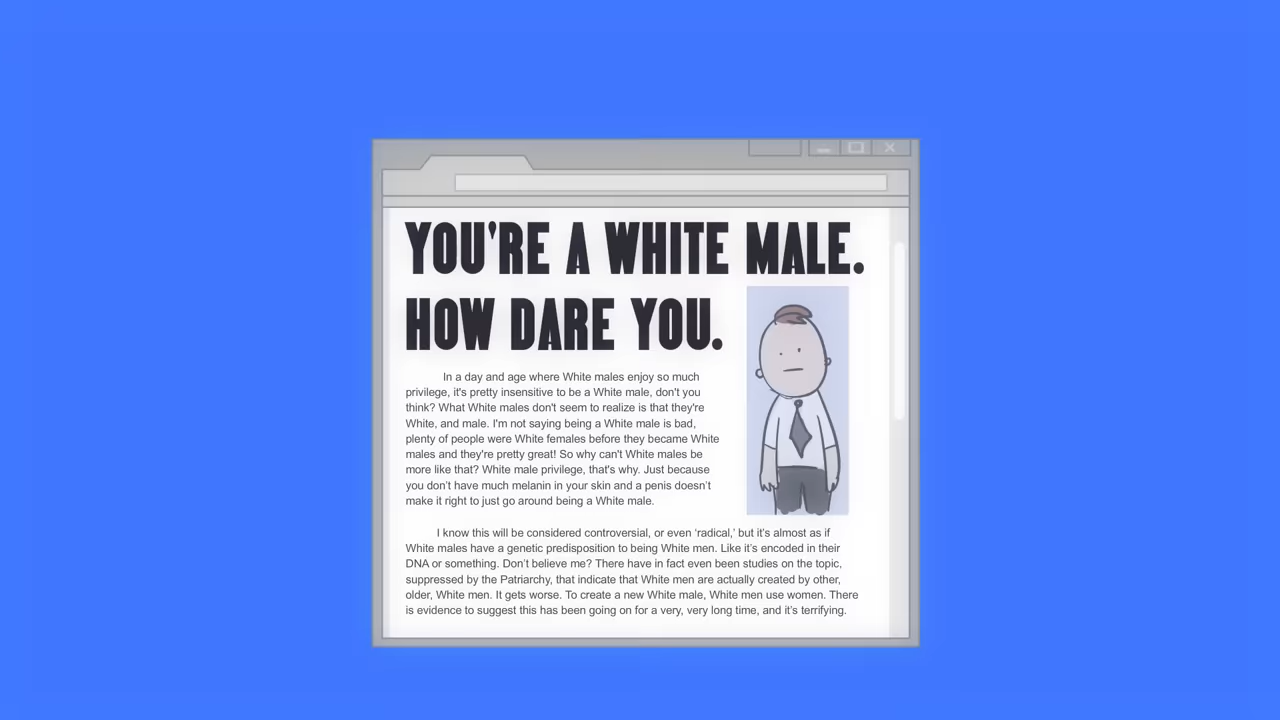 YOU'RE A WHITE MALE.
HOW DARE YOU.
In a day and age where White males enjoy so much
privilege, it's pretty insensitive to be a White male, don't you
think? What White males don't seem to realize is that they're
White, and male. I'm not saying being a White male is bad,
plenty of people were White females before they became White
males and they're pretty great! So why can't White males be
more like that? White male privilege, that's why. Just because
you don’t have much melanin in your skin and a penis doesn’t
make it right to just go around being a White male.
I know this will be considered controversial, or even ‘radical,’ but it’s almost as if
White males have a genetic predisposition to being White men. Like it’s encoded in their
DNA or something. Don’t believe me? There have in fact even been studies on the topic,
suppressed by the Patriarchy, that indicate that White men are actually created by other,
older, White men. It gets worse. To create a new White male, White men use women. There
is evidence to suggest this has been going on for a very, very long time, and it’s terrifying.